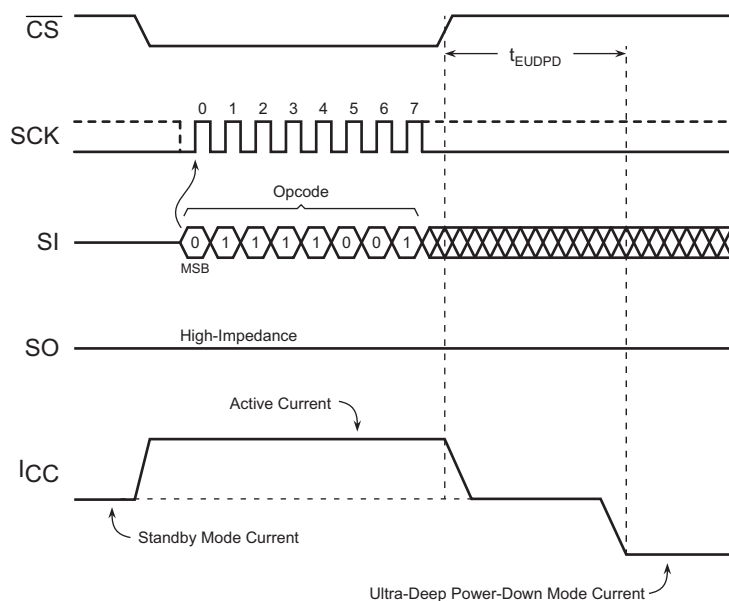 CS
tEUDPD
0 1 2 3 4 5 6 7
SCK
Opcode
SI
0 1 1 1 1 0 0 1
MSB
High-Impedance
SO
Active Current
ICC
Standby Mode Current
Ultra-Deep Power-Down Mode Current